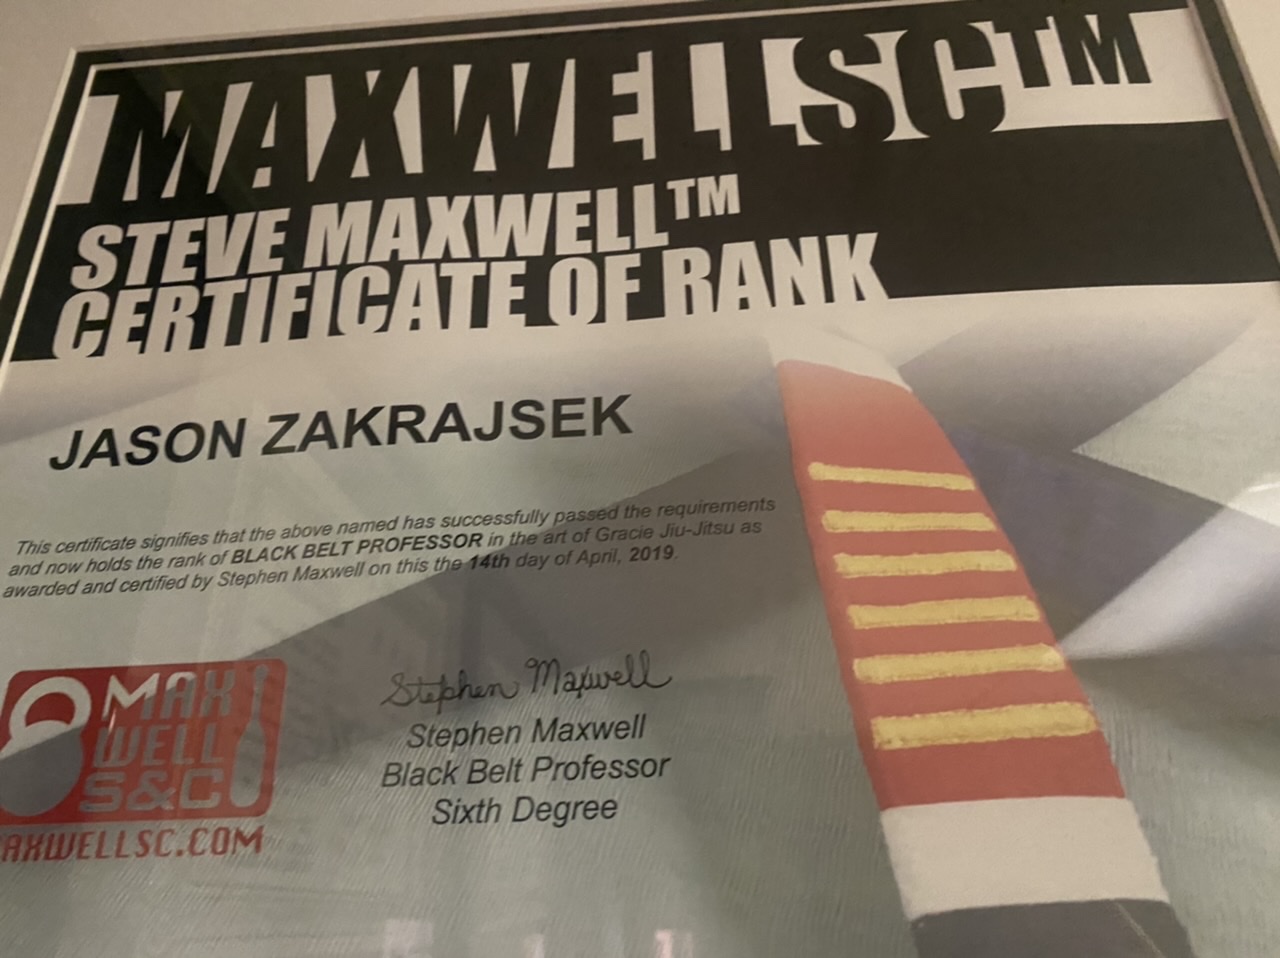 MAXWELLSC™
STEVE MAXWELL™
CERTIFICATE OF RANK
JASON ZAKRAJSEK
This certificate signifies that the above named has successfully passed the requirements
and now holds the rank of BLACK BELT PROFESSOR in the art of Gracie Jiu-Jitsu as
awarded and certified by Stephen Maxwell on this the 14th day of April, 2019.
MAX
WELL
S&C
AXWELLSC.COM
Stephen Maxwell
Stephen Maxwell
Black Belt Professor
Sixth Degree